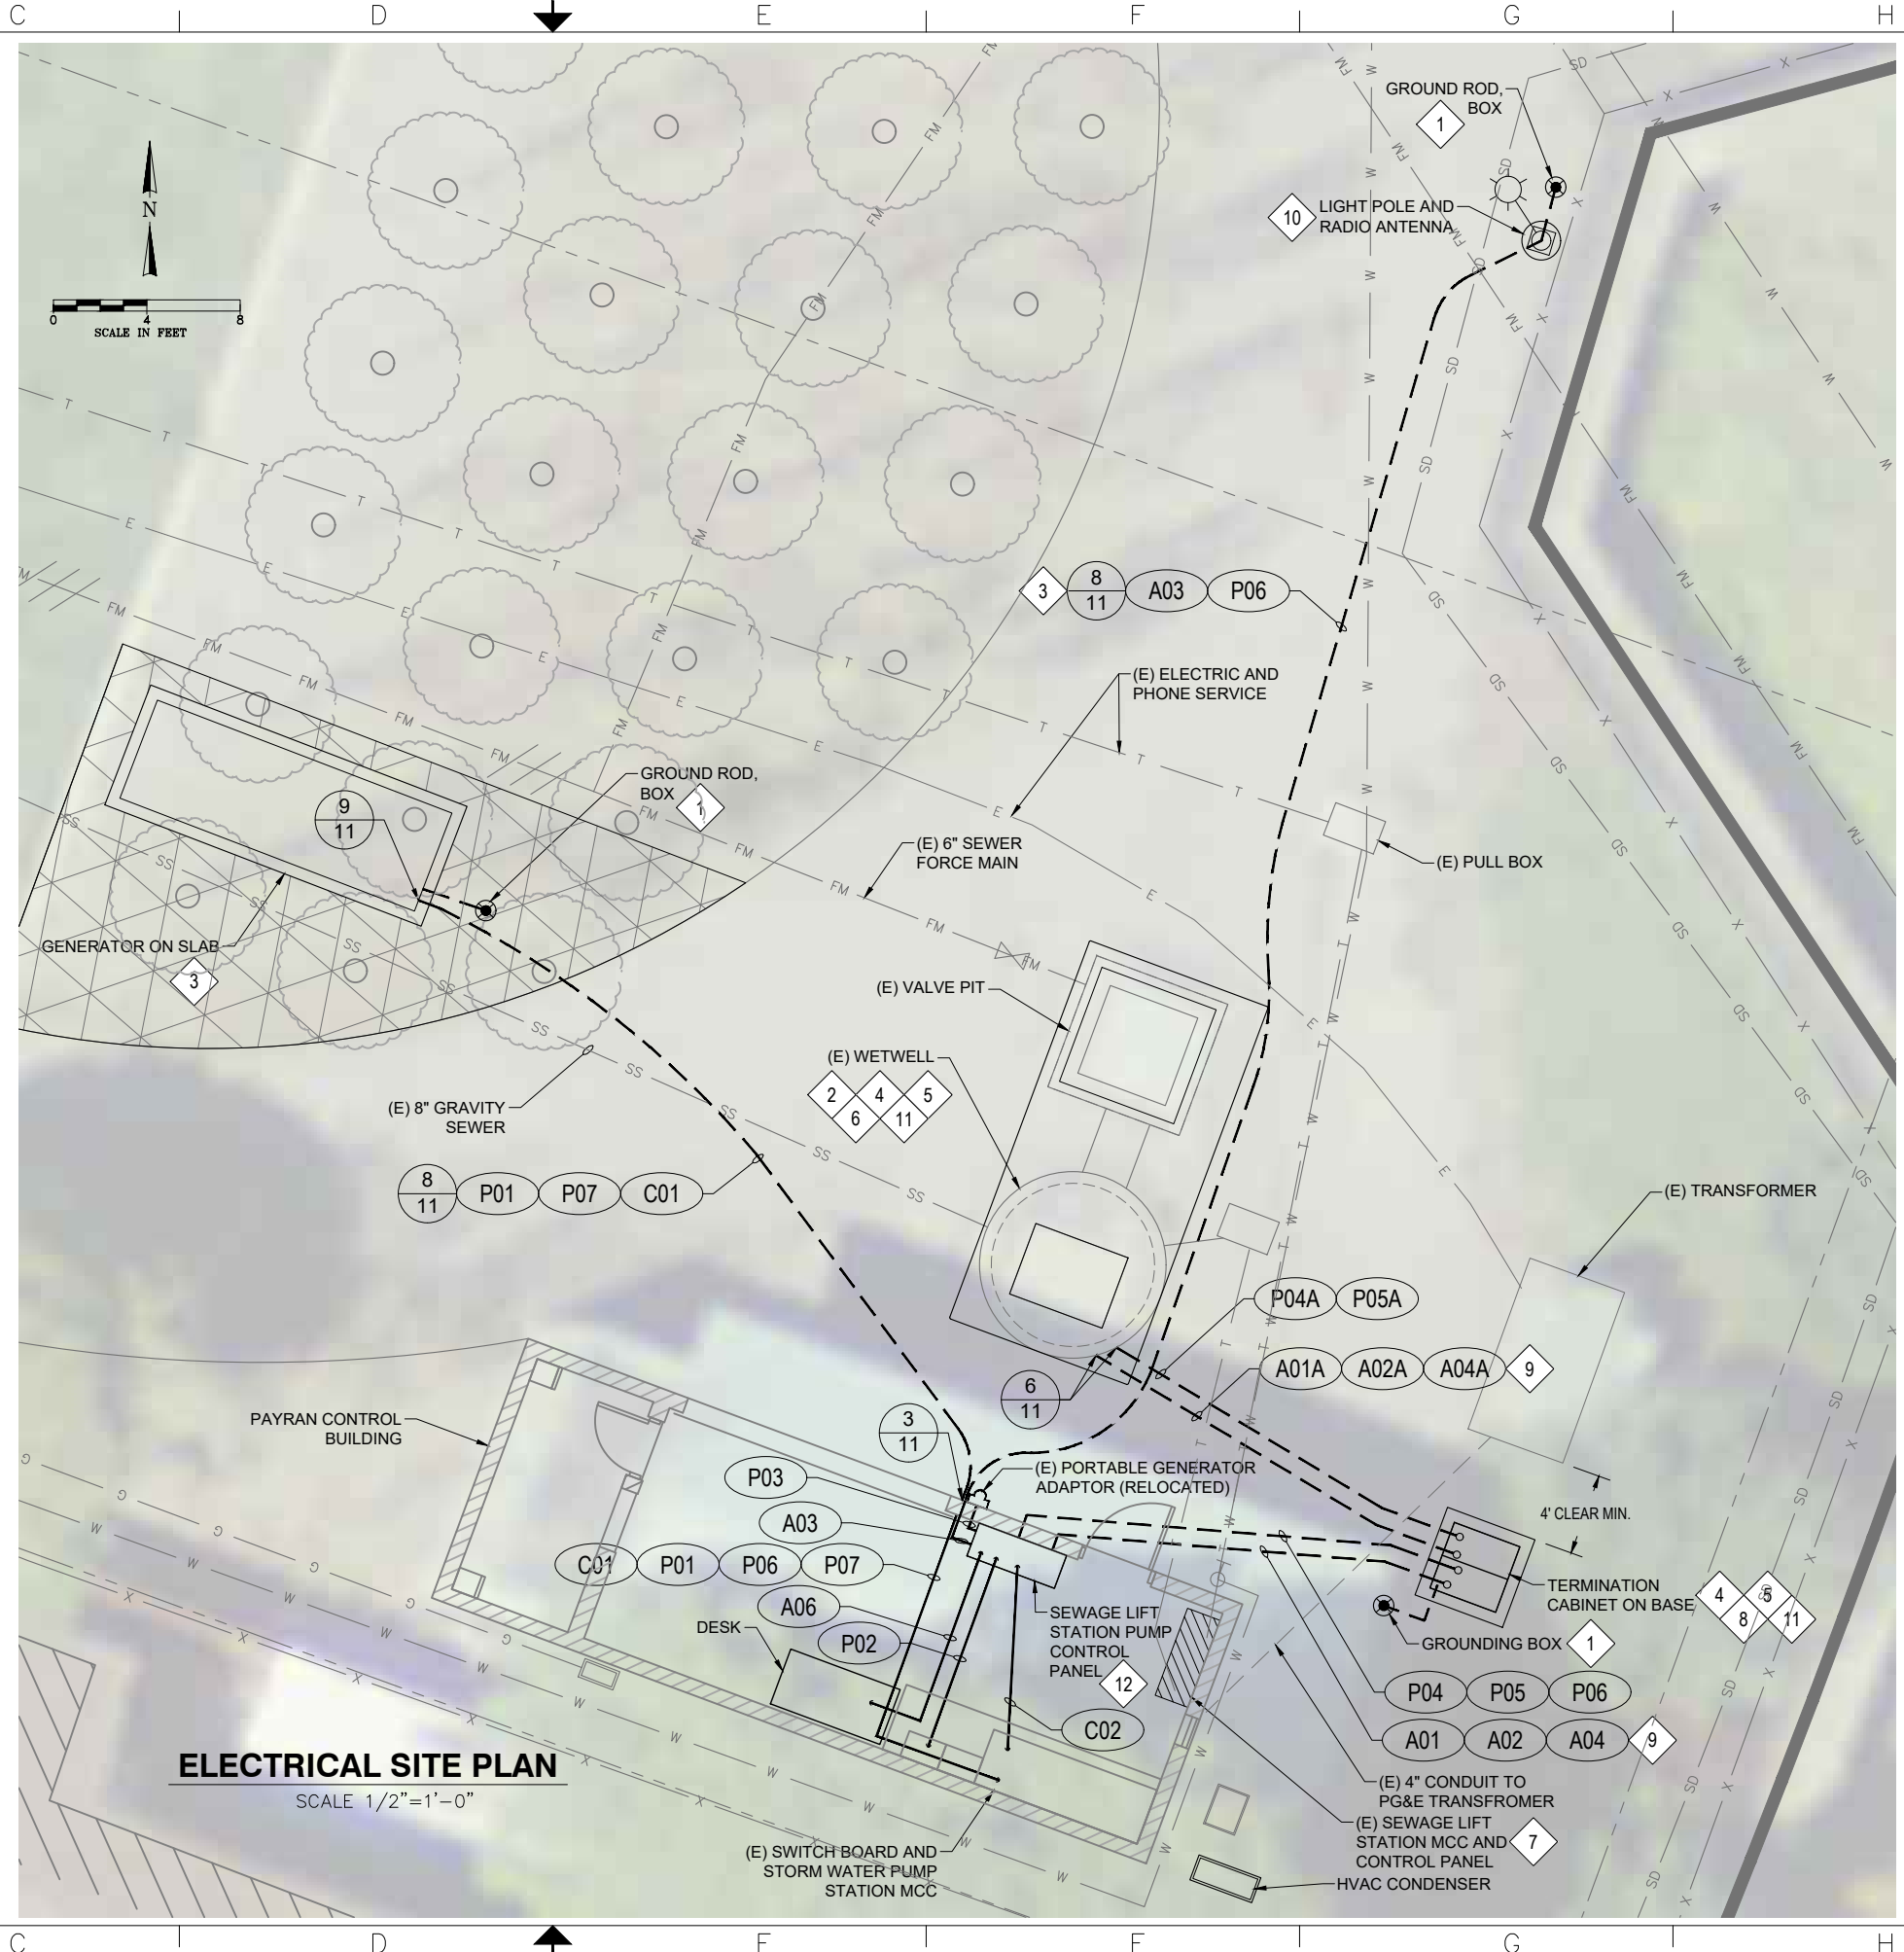 C D E F G H
GROUND ROD,
BOX
1
N
10
LIGHT POLE AND
RADIO ANTENNA
0 4 8
SCALE IN FEET
3
8
11
A03 P06
(E) ELECTRIC AND
PHONE SERVICE
GROUND ROD,
BOX
1
9
11
(E) 6" SEWER
FORCE MAIN
(E) PULL BOX
GENERATOR ON SLAB
3
(E) VALVE PIT
(E) WETWELL
2 4 5
6 11
(E) 8" GRAVITY
SEWER
8
11
P01 P07 C01
(E) TRANSFORMER
P04A P05A
A01A A02A A04A 9
6
11
PAYRAN CONTROL
BUILDING
3
11
P03
(E) PORTABLE GENERATOR
ADAPTOR (RELOCATED)
A03
4' CLEAR MIN.
C01 P01 P06 P07
A06
TERMINATION
CABINET ON BASE
4 5
8 11
DESK
P02
SEWAGE LIFT
STATION PUMP
CONTROL
PANEL
12
GROUNDING BOX
1
P04 P05 P06
C02
A01 A02 A04 9
ELECTRICAL SITE PLAN
SCALE 1/2"=1'-0"
(E) 4" CONDUIT TO
PG&E TRANSFROMER
(E) SEWAGE LIFT
STATION MCC AND
CONTROL PANEL
7
(E) SWITCH BOARD AND
STORM WATER PUMP
STATION MCC
HVAC CONDENSER
C D E F G H